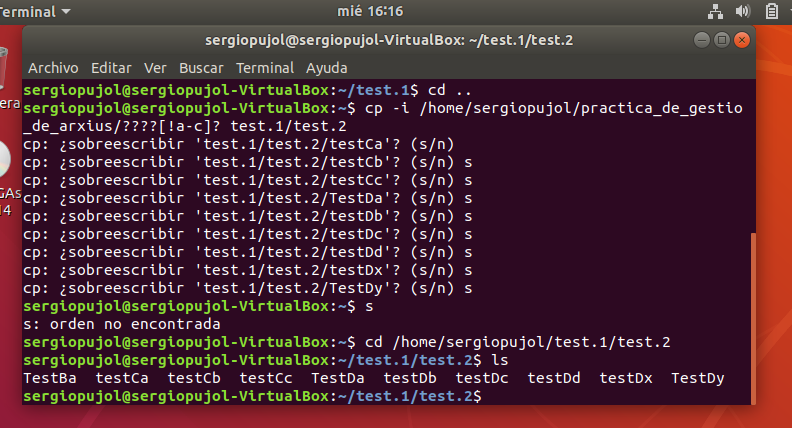 Terminal
mié 16:16
sergiopujol@sergiopujol-VirtualBox: ~/test.1/test.2
Archivo Editar Ver Buscar Terminal Ayuda
sergiopujol@sergiopujol-VirtualBox:~/test.1$ cd ..
sergiopujol@sergiopujol-VirtualBox:~$ cp -i /home/sergiopujol/practica_de_gestio
_de_arxius/????[!a-c]? test.1/test.2
cp: ¿sobreescribir 'test.1/test.2/testCa'? (s/n)
cp: ¿sobreescribir 'test.1/test.2/testCb'? (s/n) s
cp: ¿sobreescribir 'test.1/test.2/testCc'? (s/n) s
cp: ¿sobreescribir 'test.1/test.2/TestDa'? (s/n) s
cp: ¿sobreescribir 'test.1/test.2/testDb'? (s/n) s
cp: ¿sobreescribir 'test.1/test.2/testDc'? (s/n) s
cp: ¿sobreescribir 'test.1/test.2/testDd'? (s/n) s
cp: ¿sobreescribir 'test.1/test.2/testDx'? (s/n) s
cp: ¿sobreescribir 'test.1/test.2/TestDy'? (s/n) s
sergiopujol@sergiopujol-VirtualBox:~$ s
s: orden no encontrada
sergiopujol@sergiopujol-VirtualBox:~$ cd /home/sergiopujol/test.1/test.2
sergiopujol@sergiopujol-VirtualBox:~/test.1/test.2$ ls
TestBa testCa testCb testCc TestDa testDb testDc testDd testDx TestDy
sergiopujol@sergiopujol-VirtualBox:~/test.1/test.2$
era
GAs
14